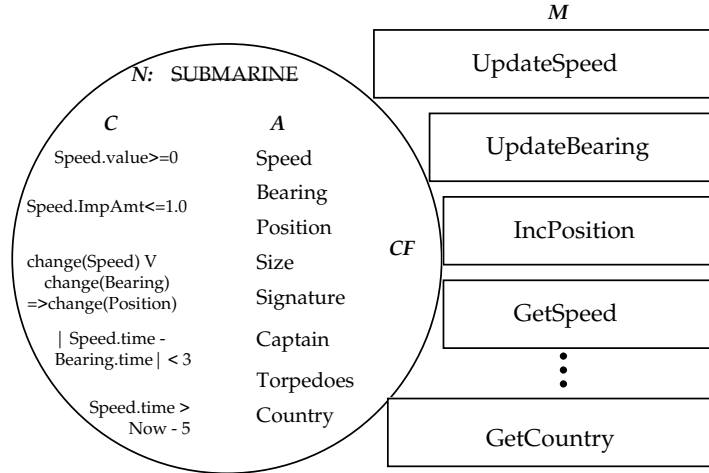 M
UpdateSpeed
N: SUBMARINE
C
A
UpdateBearing
Speed.value>=0
Speed
Speed.ImpAmt<=1.0
Bearing
Position
IncPosition
CF
change(Speed) V
change(Bearing)
=>change(Position)
Size
Signature
GetSpeed
| Speed.time -
Bearing.time| < 3
Captain
Torpedoes
Speed.time >
Now - 5
Country
GetCountry